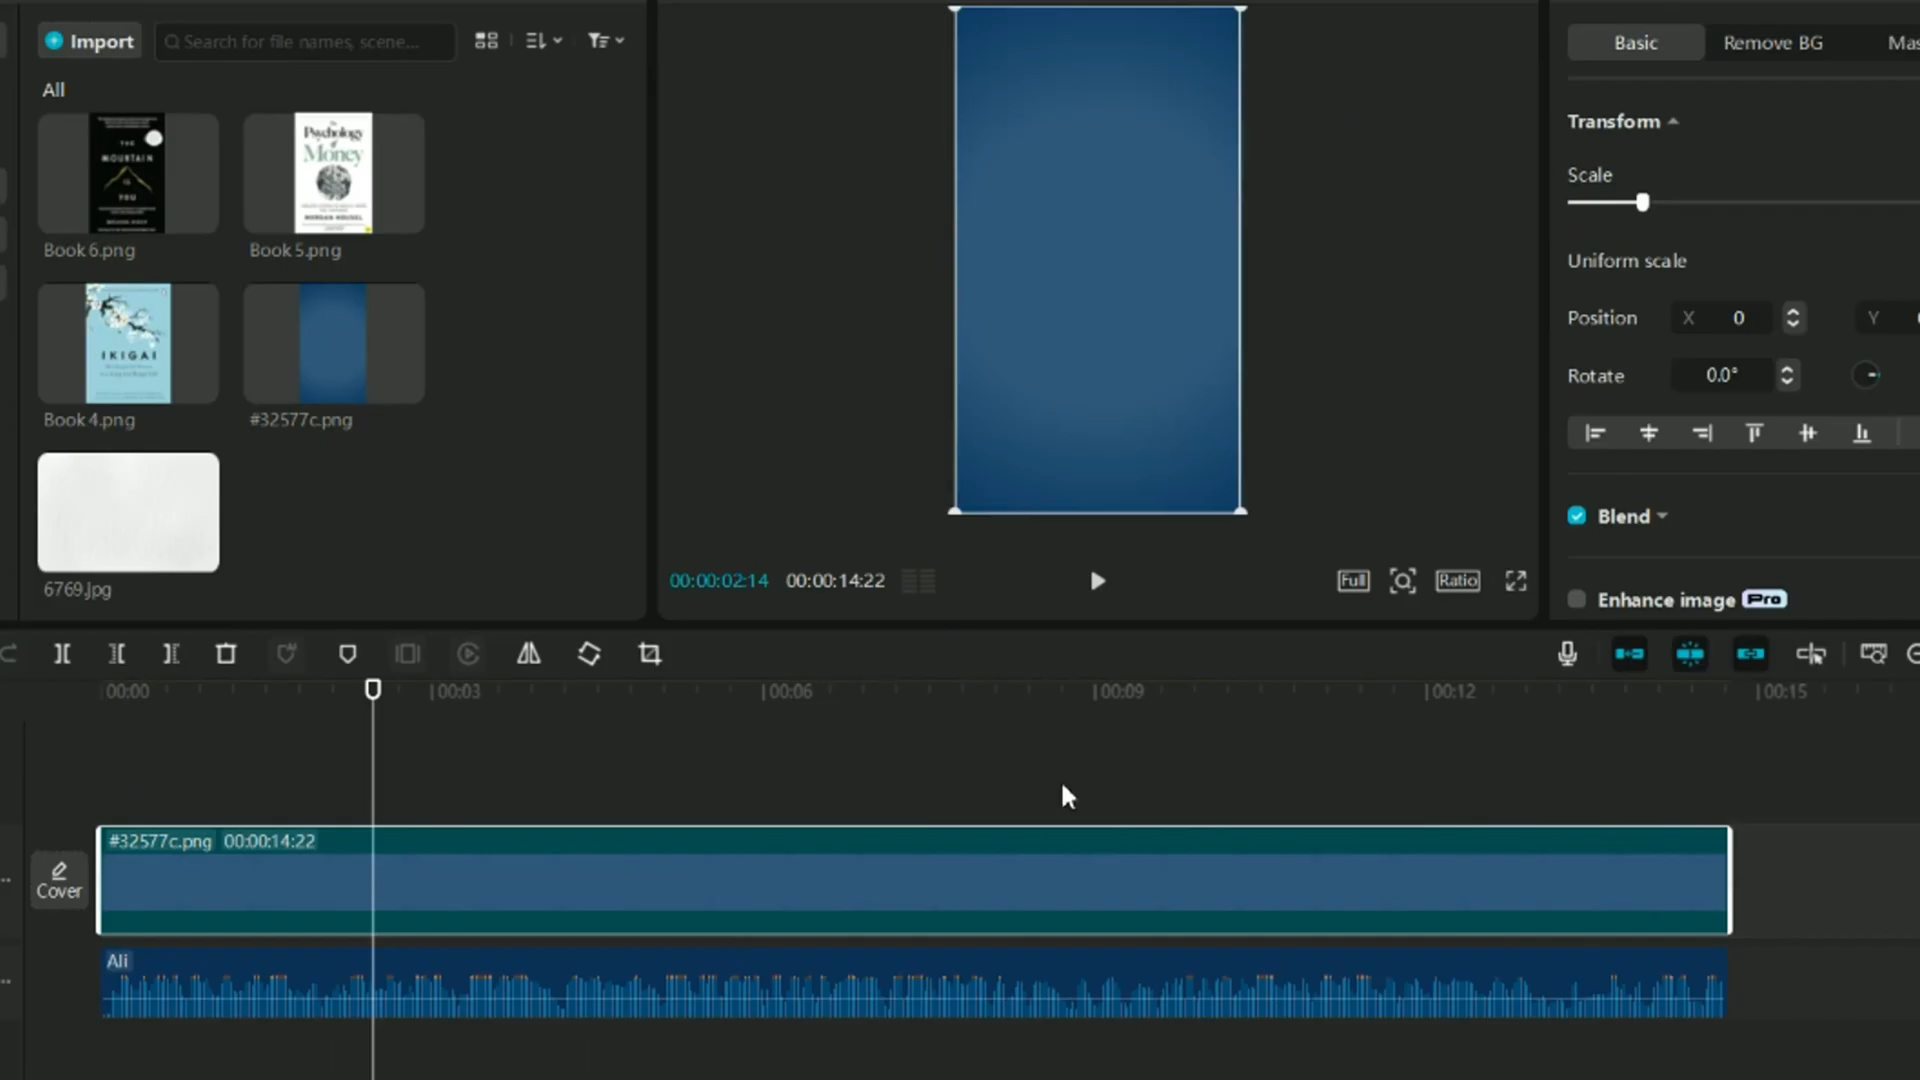 Import
Search for file names, scene...
All
THE
MOUNTAIN
IS
YOU
The
Psychology
of
Money
MORGAN HOUSEL
Book 6.png
Book 5.png
IKIGAI
Book 4.png
#32577c.png
6769.jpg
00:00:02:14 00:00:14:22
Full
Ratio
Basic Remove BG Mas
Transform
Scale
Uniform scale
Position X 0 Y
Rotate 0.0°
Blend
Enhance image Pro
00:00 00:03 00:06 00:09 00:12 00:15
Cover
#32577c.png 00:00:14:22
Ali